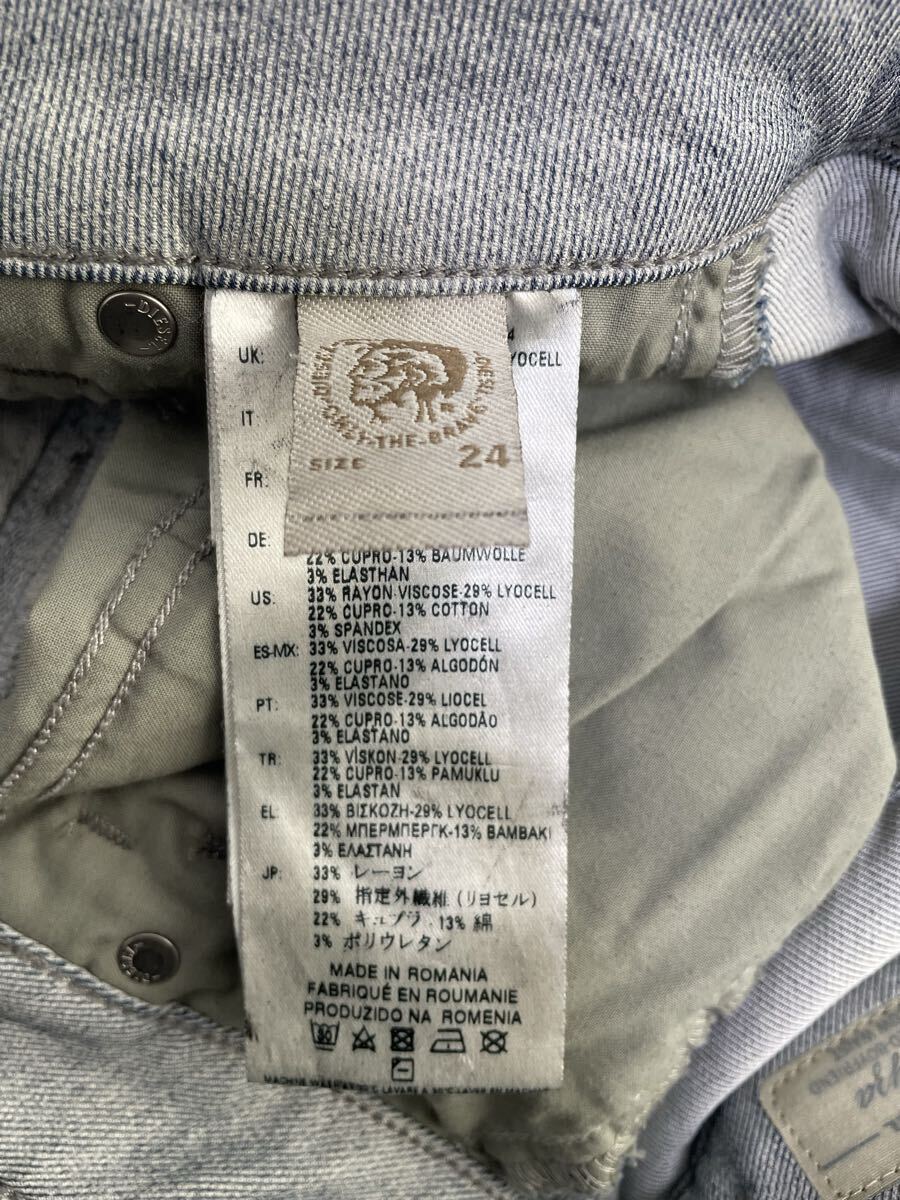 DIESEL
4
UK: YOCELL
IT
FR:
DE:
ONLY-THE-BRAVE
SIZE 24
22% CUPRO-13% BAUMWOLLE
3% ELASTHAN
US: 33% RAYON VISCOSE-29% LYOCELL
22% CUPRO-13% COTTON
3% SPANDEX
ES-MX: 33% VISCOSA-29% LYOCELL
22% CUPRO-13% ALGODÓN
3% ELASTANO
PT: 33% VISCOSE-29% LIOCEL
22% CUPRO-13% ALGODÃO
3% ELASTANO
TR: 33% VİSKON-29% LYOCELL
22% CUPRO-13% PAMUKLU
3% ELASTAN
EL: 33% ΒΙΣΚΟΖΗ-29% LYOCELL
22% ΜΠΕΡΜΠΕΡΓΚ-13% ΒΑΜΒΑΚΙ
3% ΕΛΑΣΤΑΝΗ
JP: 33% レーヨン
29% 指定外繊維 (リヨセル)
22% キュプラ 13% 綿
3% ポリウレタン
MADE IN ROMANIA
FABRIQUÉ EN ROUMANIE
PRODUZIDO NA ROMENIA